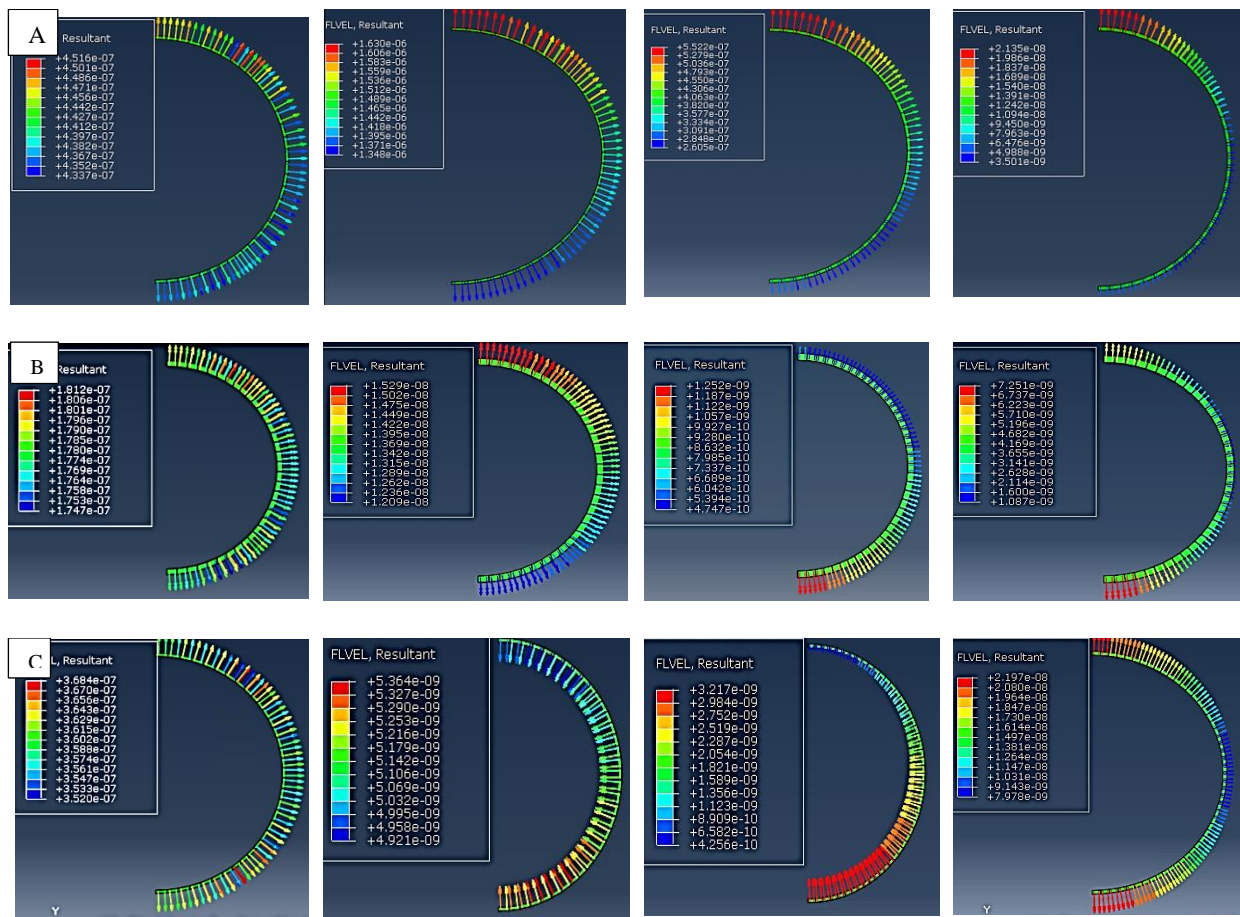 A
Resultant
+4.516e-07
+4.501e-07
+4.486e-07
+4.471e-07
+4.456e-07
+4.442e-07
+4.427e-07
+4.412e-07
+4.397e-07
+4.382e-07
+4.367e-07
+4.352e-07
+4.337e-07
FLVEL, Resultant
+1.630e-06
+1.606e-06
+1.583e-06
+1.559e-06
+1.536e-06
+1.512e-06
+1.489e-06
+1.465e-06
+1.442e-06
+1.418e-06
+1.395e-06
+1.371e-06
+1.348e-06
FLVEL, Resultant
+5.522e-07
+5.279e-07
+5.036e-07
+4.793e-07
+4.550e-07
+4.306e-07
+4.063e-07
+3.820e-07
+3.577e-07
+3.334e-07
+3.091e-07
+2.848e-07
+2.605e-07
FLVEL, Resultant
+2.135e-08
+1.986e-08
+1.837e-08
+1.689e-08
+1.540e-08
+1.391e-08
+1.242e-08
+1.094e-08
+9.450e-09
+7.963e-09
+6.476e-09
+4.988e-09
+3.501e-09
B
Resultant
+1.812e-07
+1.806e-07
+1.801e-07
+1.796e-07
+1.790e-07
+1.785e-07
+1.780e-07
+1.774e-07
+1.769e-07
+1.764e-07
+1.758e-07
+1.753e-07
+1.747e-07
FLVEL, Resultant
+1.529e-08
+1.502e-08
+1.475e-08
+1.449e-08
+1.422e-08
+1.395e-08
+1.369e-08
+1.342e-08
+1.315e-08
+1.289e-08
+1.262e-08
+1.236e-08
+1.209e-08
FLVEL, Resultant
+1.252e-09
+1.187e-09
+1.122e-09
+1.057e-09
+9.927e-10
+9.280e-10
+8.632e-10
+7.985e-10
+7.337e-10
+6.689e-10
+6.042e-10
+5.394e-10
+4.747e-10
FLVEL, Resultant
+7.251e-09
+6.737e-09
+6.223e-09
+5.710e-09
+5.196e-09
+4.682e-09
+4.169e-09
+3.655e-09
+3.141e-09
+2.628e-09
+2.114e-09
+1.600e-09
+1.087e-09
C
EL, Resultant
+3.684e-07
+3.670e-07
+3.656e-07
+3.643e-07
+3.629e-07
+3.615e-07
+3.602e-07
+3.588e-07
+3.574e-07
+3.561e-07
+3.547e-07
+3.533e-07
+3.520e-07
Y
FLVEL, Resultant
+5.364e-09
+5.327e-09
+5.290e-09
+5.253e-09
+5.216e-09
+5.179e-09
+5.142e-09
+5.106e-09
+5.069e-09
+5.032e-09
+4.995e-09
+4.958e-09
+4.921e-09
FLVEL, Resultant
+3.217e-09
+2.984e-09
+2.752e-09
+2.519e-09
+2.287e-09
+2.054e-09
+1.821e-09
+1.589e-09
+1.356e-09
+1.123e-09
+8.909e-10
+6.582e-10
+4.256e-10
FLVEL, Resultant
+2.197e-08
+2.080e-08
+1.964e-08
+1.847e-08
+1.730e-08
+1.614e-08
+1.497e-08
+1.381e-08
+1.264e-08
+1.147e-08
+1.031e-08
+9.143e-09
+7.978e-09
Y